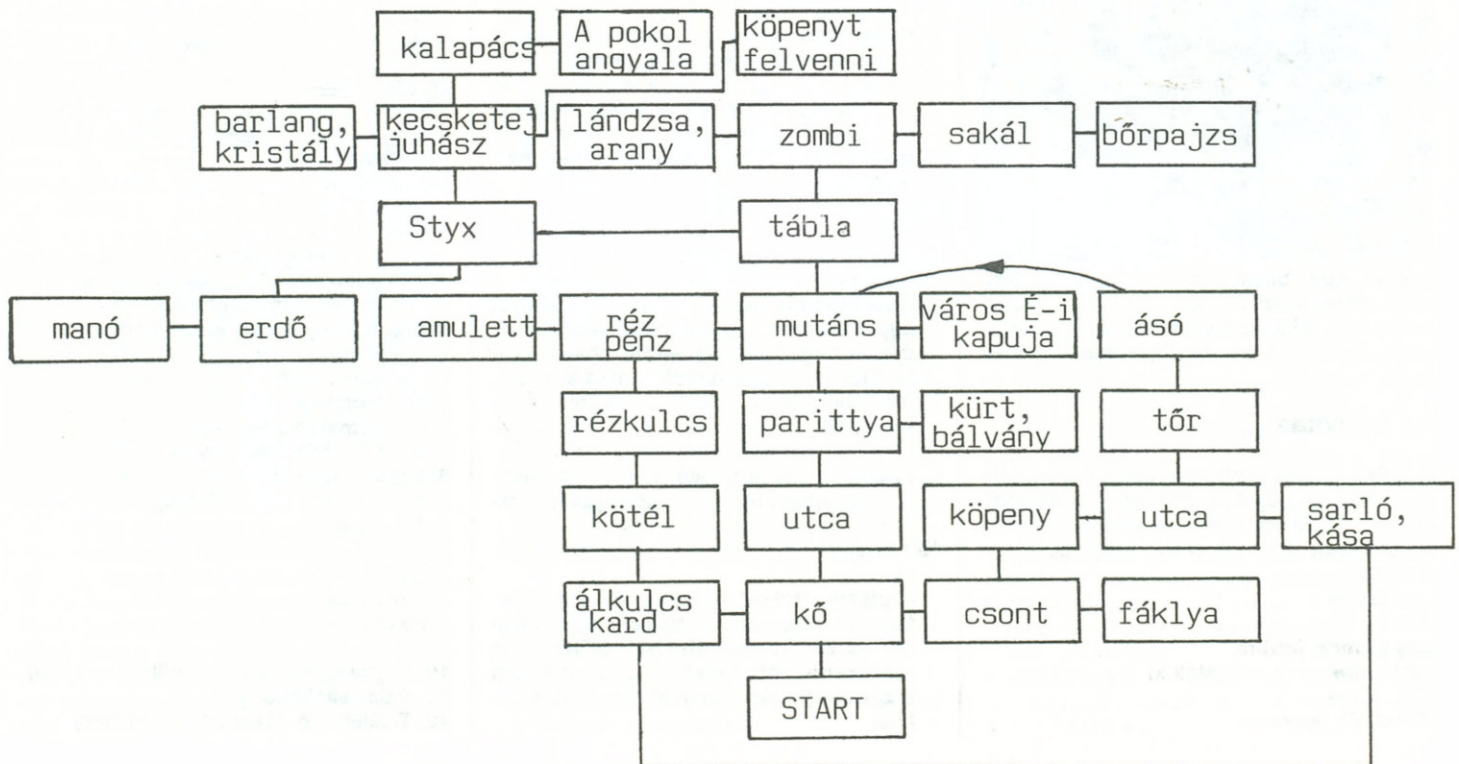 kalapács
A pokol
angyala
köpenyt
felvenni
barlang,
kristály
kecsketej
juhász
lándzsa,
arany
zombi
sakál
bőrpajzs
Styx
tábla
manó
erdő
amulett
réz
pénz
mutáns
város É-i
kapuja
ásó
rézkulcs
parittya
kürt,
bálvány
tőr
kötél
utca
köpeny
utca
sarló,
kása
álkulcs
kard
kő
csont
fáklya
START